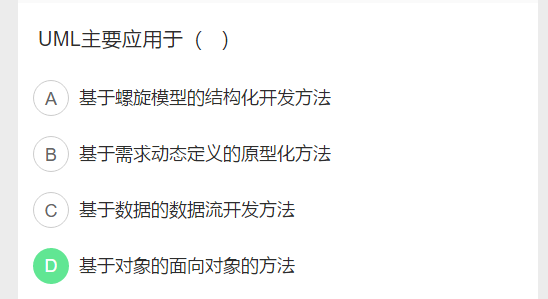 UML主要应用于（ ）
A 基于螺旋模型的结构化开发方法
B 基于需求动态定义的原型化方法
C 基于数据的数据流开发方法
D 基于对象的面向对象的方法